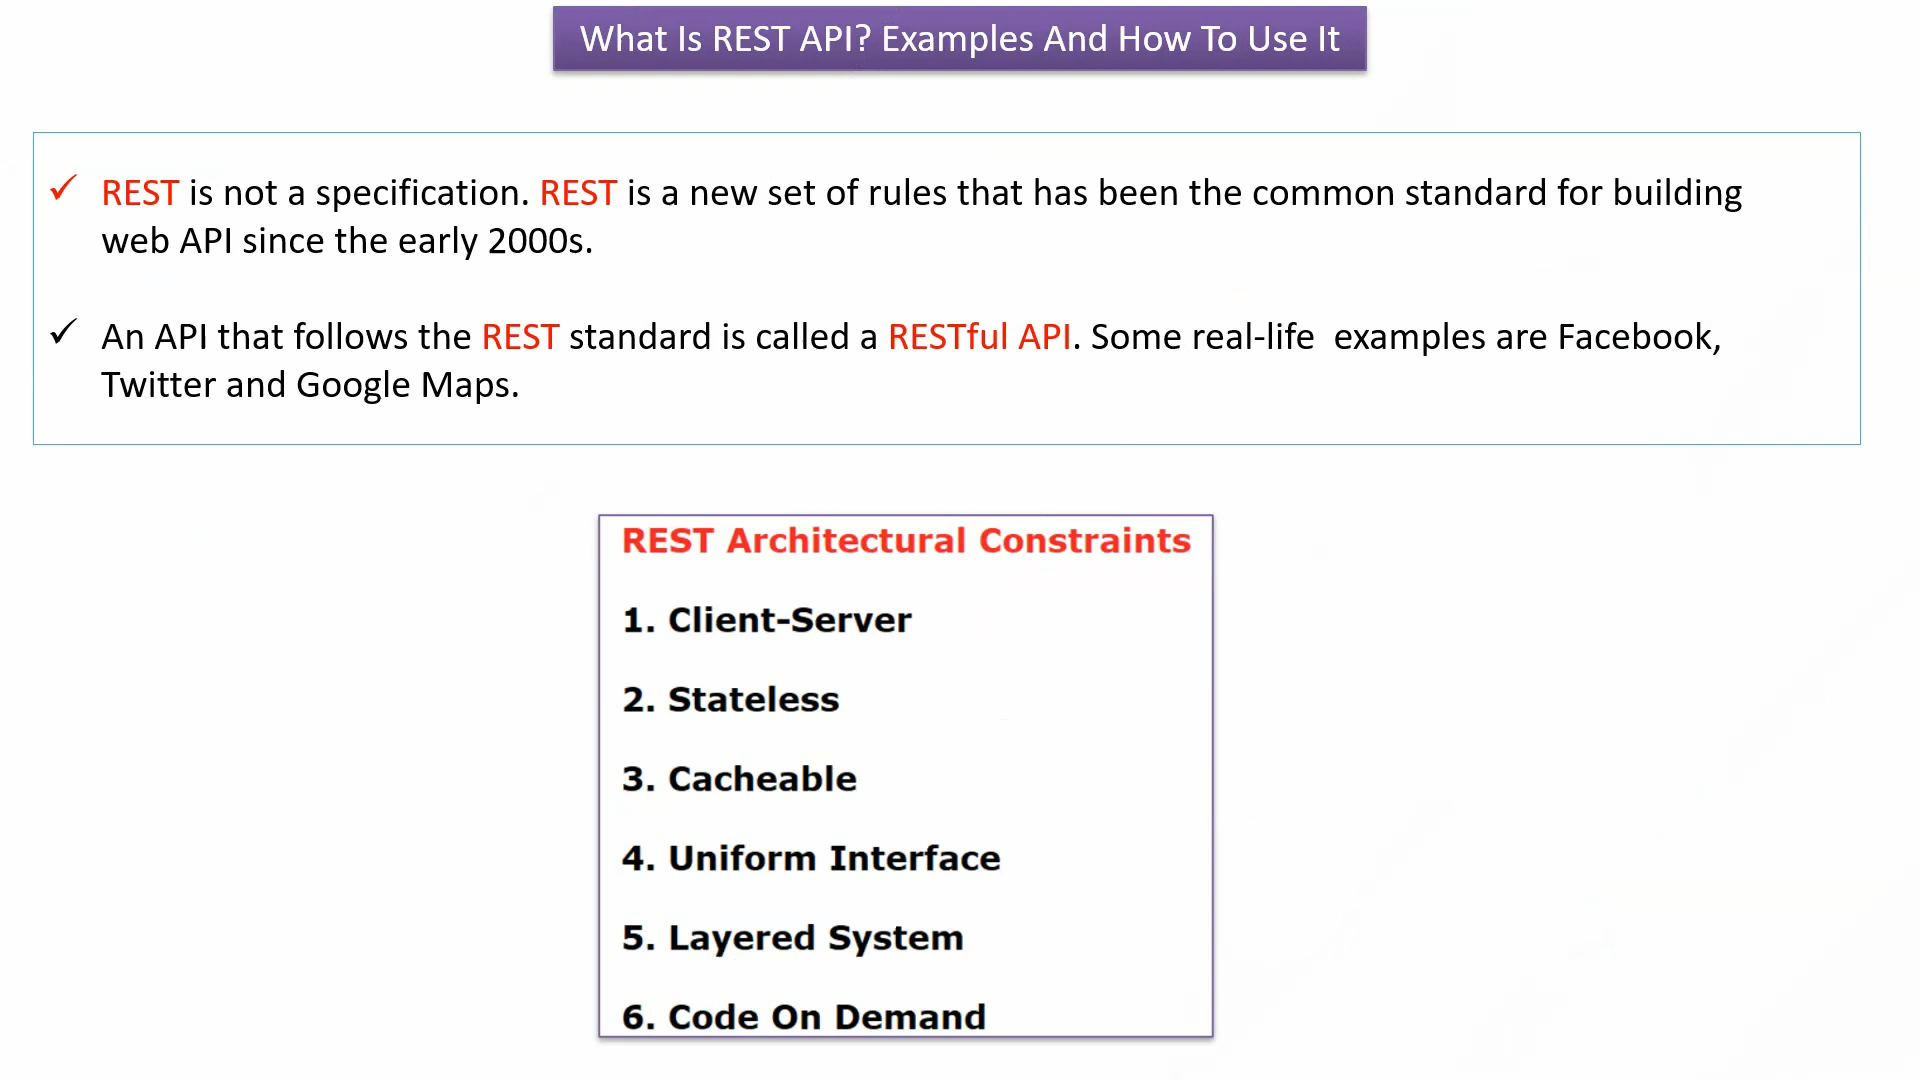 What Is REST API? Examples And How To Use It
✓ REST is not a specification. REST is a new set of rules that has been the common standard for building
web API since the early 2000s.
✓ An API that follows the REST standard is called a RESTful API. Some real-life  examples are Facebook,
Twitter and Google Maps.
REST Architectural Constraints
1. Client-Server
2. Stateless
3. Cacheable
4. Uniform Interface
5. Layered System
6. Code On Demand